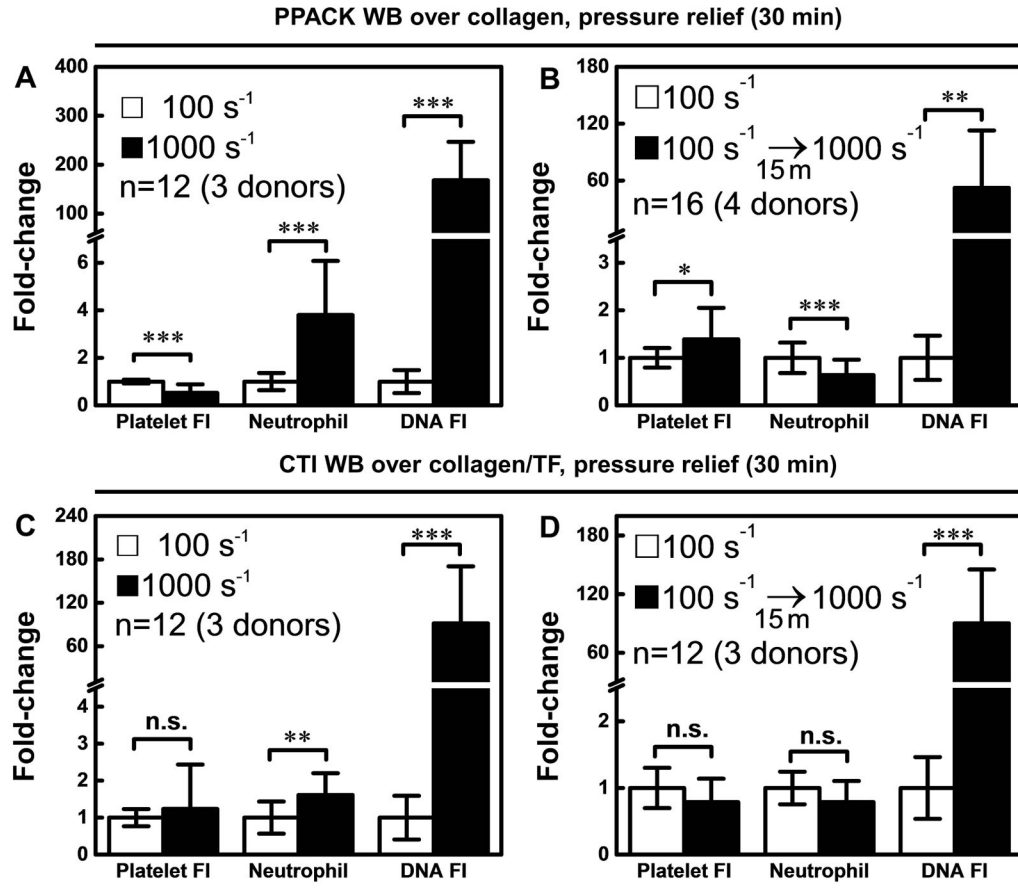 PPACK WB over collagen, pressure relief (30 min)
A
Fold-change
400
300
200
100
6
4
2
0
100 s⁻¹
1000 s⁻¹
n=12 (3 donors)
***
***
***
Platelet FI
Neutrophil
DNA FI
B
Fold-change
180
120
60
3
2
1
0
100 s⁻¹
100 s⁻¹ → 1000 s⁻¹
15 m
n=16 (4 donors)
*
***
**
Platelet FI
Neutrophil
DNA FI
CTI WB over collagen/TF, pressure relief (30 min)
C
Fold-change
240
180
120
60
4
3
2
1
0
100 s⁻¹
1000 s⁻¹
n=12 (3 donors)
n.s.
**
***
Platelet FI
Neutrophil
DNA FI
D
Fold-change
180
120
60
2
1
0
100 s⁻¹
100 s⁻¹ → 1000 s⁻¹
15 m
n=12 (3 donors)
n.s.
n.s.
***
Platelet FI
Neutrophil
DNA FI